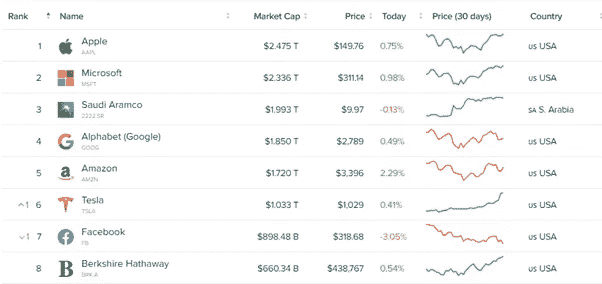 Rank Name Market Cap Price Today Price (30 days) Country
1 Apple $2.475 T $149.76 0.75% us USA
AAPL
2 Microsoft $2.336 T $311.14 0.98% us USA
MSFT
3 Saudi Aramco $1.993 T $9.97 -0.13% SA S. Arabia
2222.SR
4 Alphabet (Google) $1.850 T $2,789 0.49% us USA
GOOG
5 Amazon $1.720 T $3,396 2.29% us USA
AMZN
^1 6 Tesla $1.033 T $1,029 0.41% us USA
TSLA
v1 7 Facebook $898.48 B $318.68 -3.05% us USA
FB
8 Berkshire Hathaway $660.34 B $438,767 0.54% us USA
BRK-A